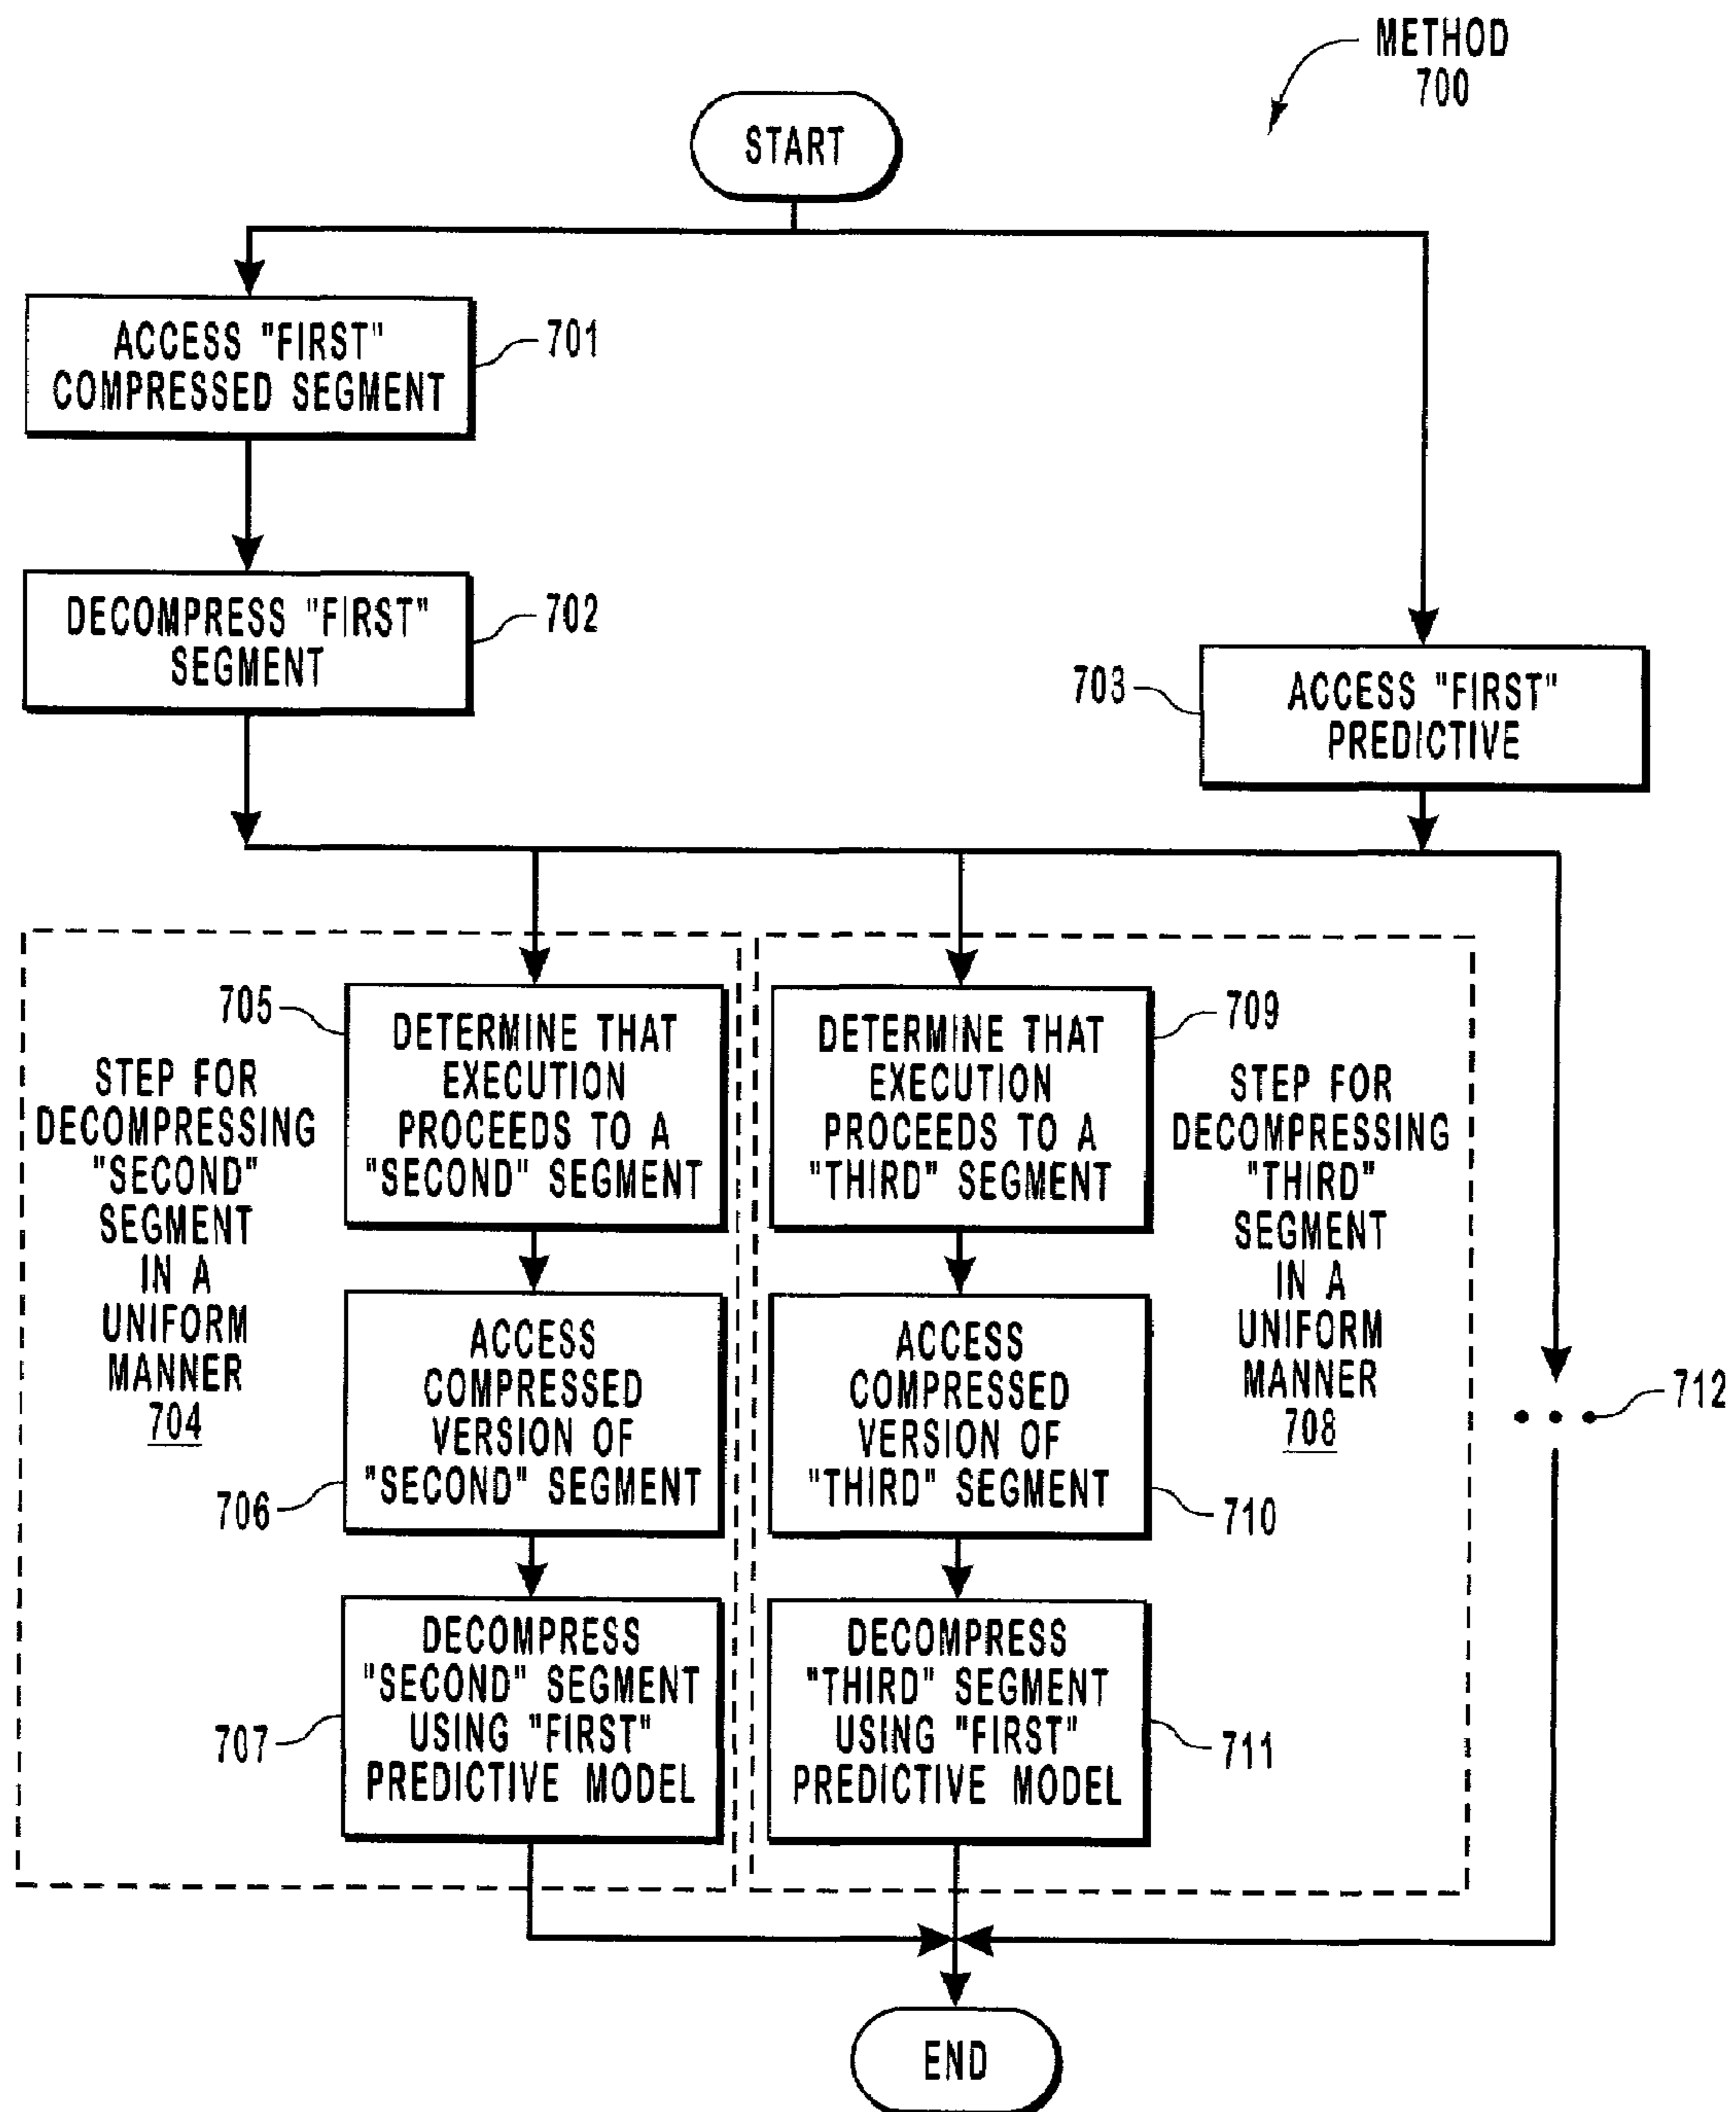 METHOD
700
START
ACCESS "FIRST"
COMPRESSED SEGMENT
701
DECOMPRESS "FIRST"
SEGMENT
702
703
ACCESS "FIRST"
PREDICTIVE
STEP FOR
DECOMPRESSING
"SECOND"
SEGMENT
IN A
UNIFORM
MANNER
704
705
DETERMINE THAT
EXECUTION
PROCEEDS TO A
"SECOND" SEGMENT
706
ACCESS
COMPRESSED
VERSION OF
"SECOND" SEGMENT
707
DECOMPRESS
"SECOND" SEGMENT
USING "FIRST"
PREDICTIVE MODEL
DETERMINE THAT
EXECUTION
PROCEEDS TO A
"THIRD" SEGMENT
709
STEP FOR
DECOMPRESSING
"THIRD"
SEGMENT
IN A
UNIFORM
MANNER
708
ACCESS
COMPRESSED
VERSION OF
"THIRD" SEGMENT
710
DECOMPRESS
"THIRD" SEGMENT
USING "FIRST"
PREDICTIVE MODEL
711
712
END